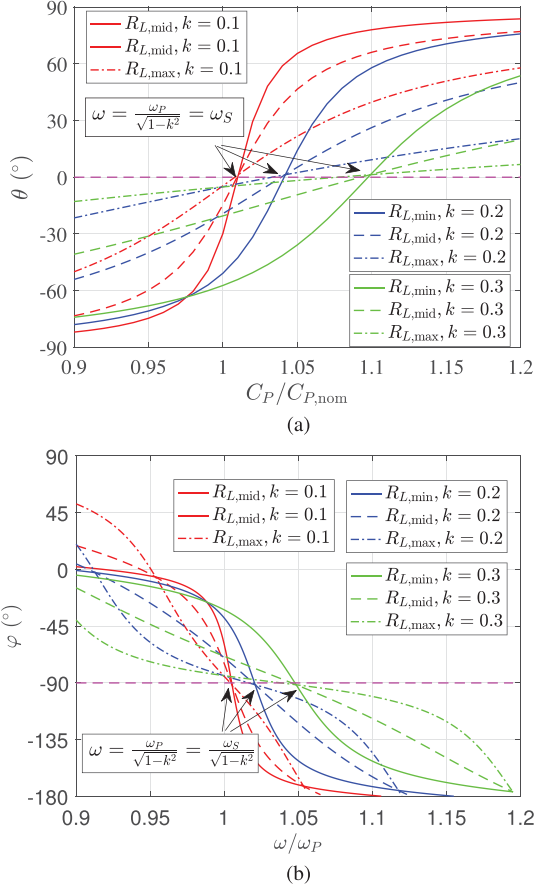 90
60
30
0
-30
-60
-90
θ (°)
R_{L,mid}, k = 0.1
R_{L,mid}, k = 0.1
R_{L,max}, k = 0.1
ω = ω_P/√(1−k²) = ω_S
R_{L,min}, k = 0.2
R_{L,mid}, k = 0.2
R_{L,max}, k = 0.2
R_{L,min}, k = 0.3
R_{L,mid}, k = 0.3
R_{L,max}, k = 0.3
0.9 0.95 1 1.05 1.1 1.15 1.2
C_P/C_{P,nom}
(a)
90
45
0
-45
-90
-135
-180
φ (°)
R_{L,mid}, k = 0.1
R_{L,mid}, k = 0.1
R_{L,max}, k = 0.1
R_{L,min}, k = 0.2
R_{L,mid}, k = 0.2
R_{L,max}, k = 0.2
R_{L,min}, k = 0.3
R_{L,mid}, k = 0.3
R_{L,max}, k = 0.3
ω = ω_P/√(1−k²) = ω_S/√(1−k²)
0.9 0.95 1 1.05 1.1 1.15 1.2
ω/ω_P
(b)